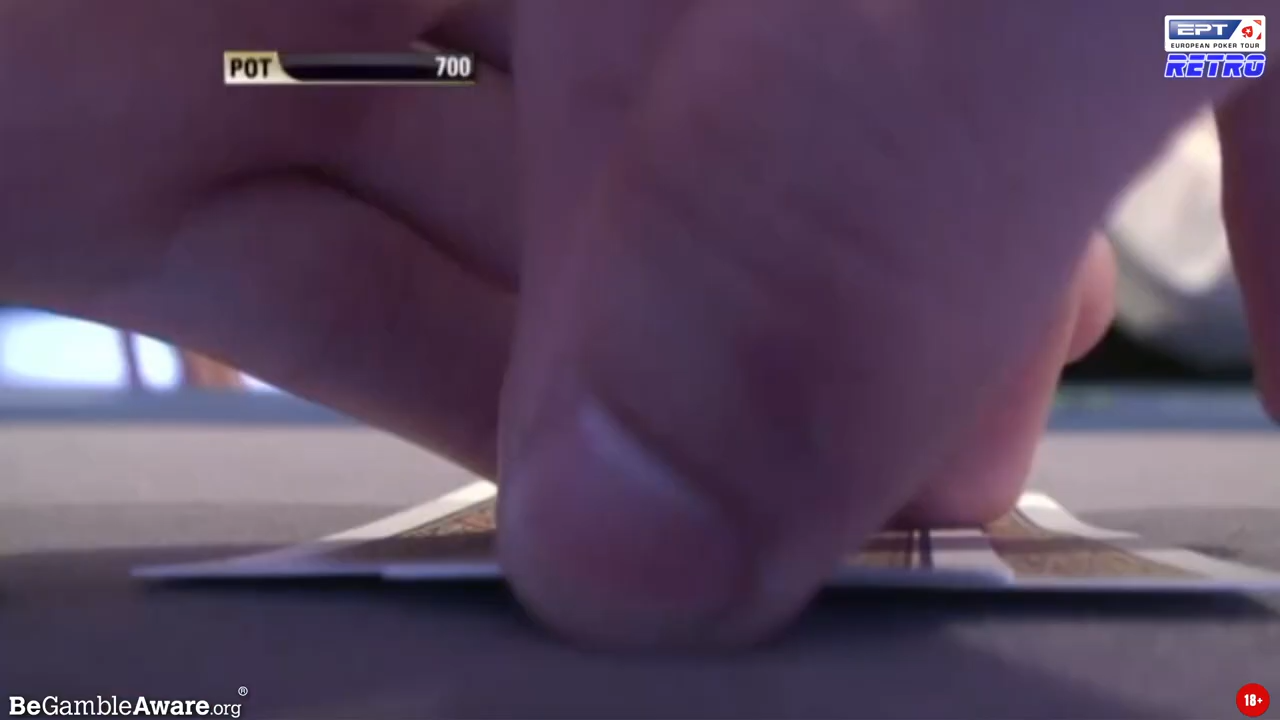 POT 700
EPT
EUROPEAN POKER TOUR
RETRO
BeGambleAware.org®
18+